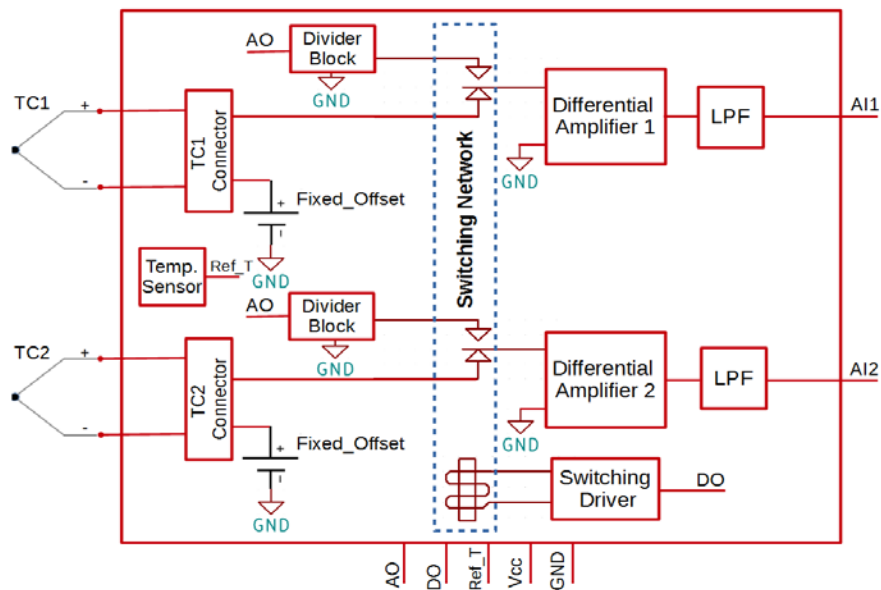 AO
Divider
Block
GND
TC1
+
-
TC1
Connector
Differential
Amplifier 1
LPF
AI1
GND
+
-
Fixed_Offset
GND
Temp.
Sensor
Ref_T
Switching Network
AO
Divider
Block
GND
TC2
+
-
TC2
Connector
Differential
Amplifier 2
LPF
AI2
GND
+
-
Fixed_Offset
GND
Switching
Driver
DO
AO
DO
Ref_T
Vcc
GND